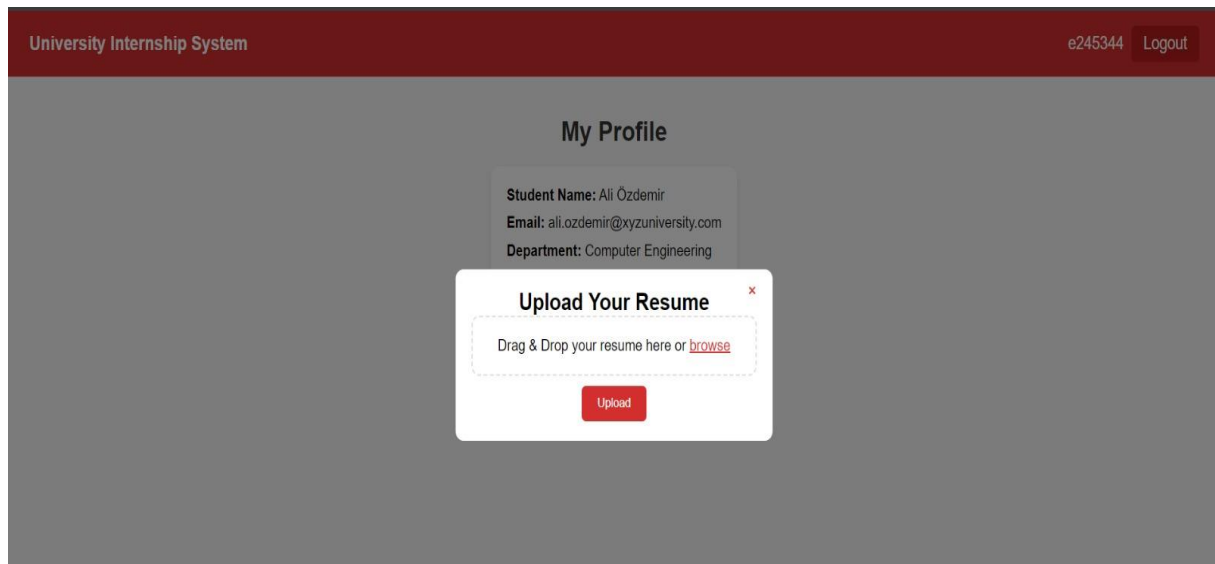 University Internship System
e245344 Logout
My Profile
Student Name: Ali Özdemir
Email: ali.ozdemir@xyzuniversity.com
Department: Computer Engineering
×
Upload Your Resume
Drag & Drop your resume here or browse
Upload